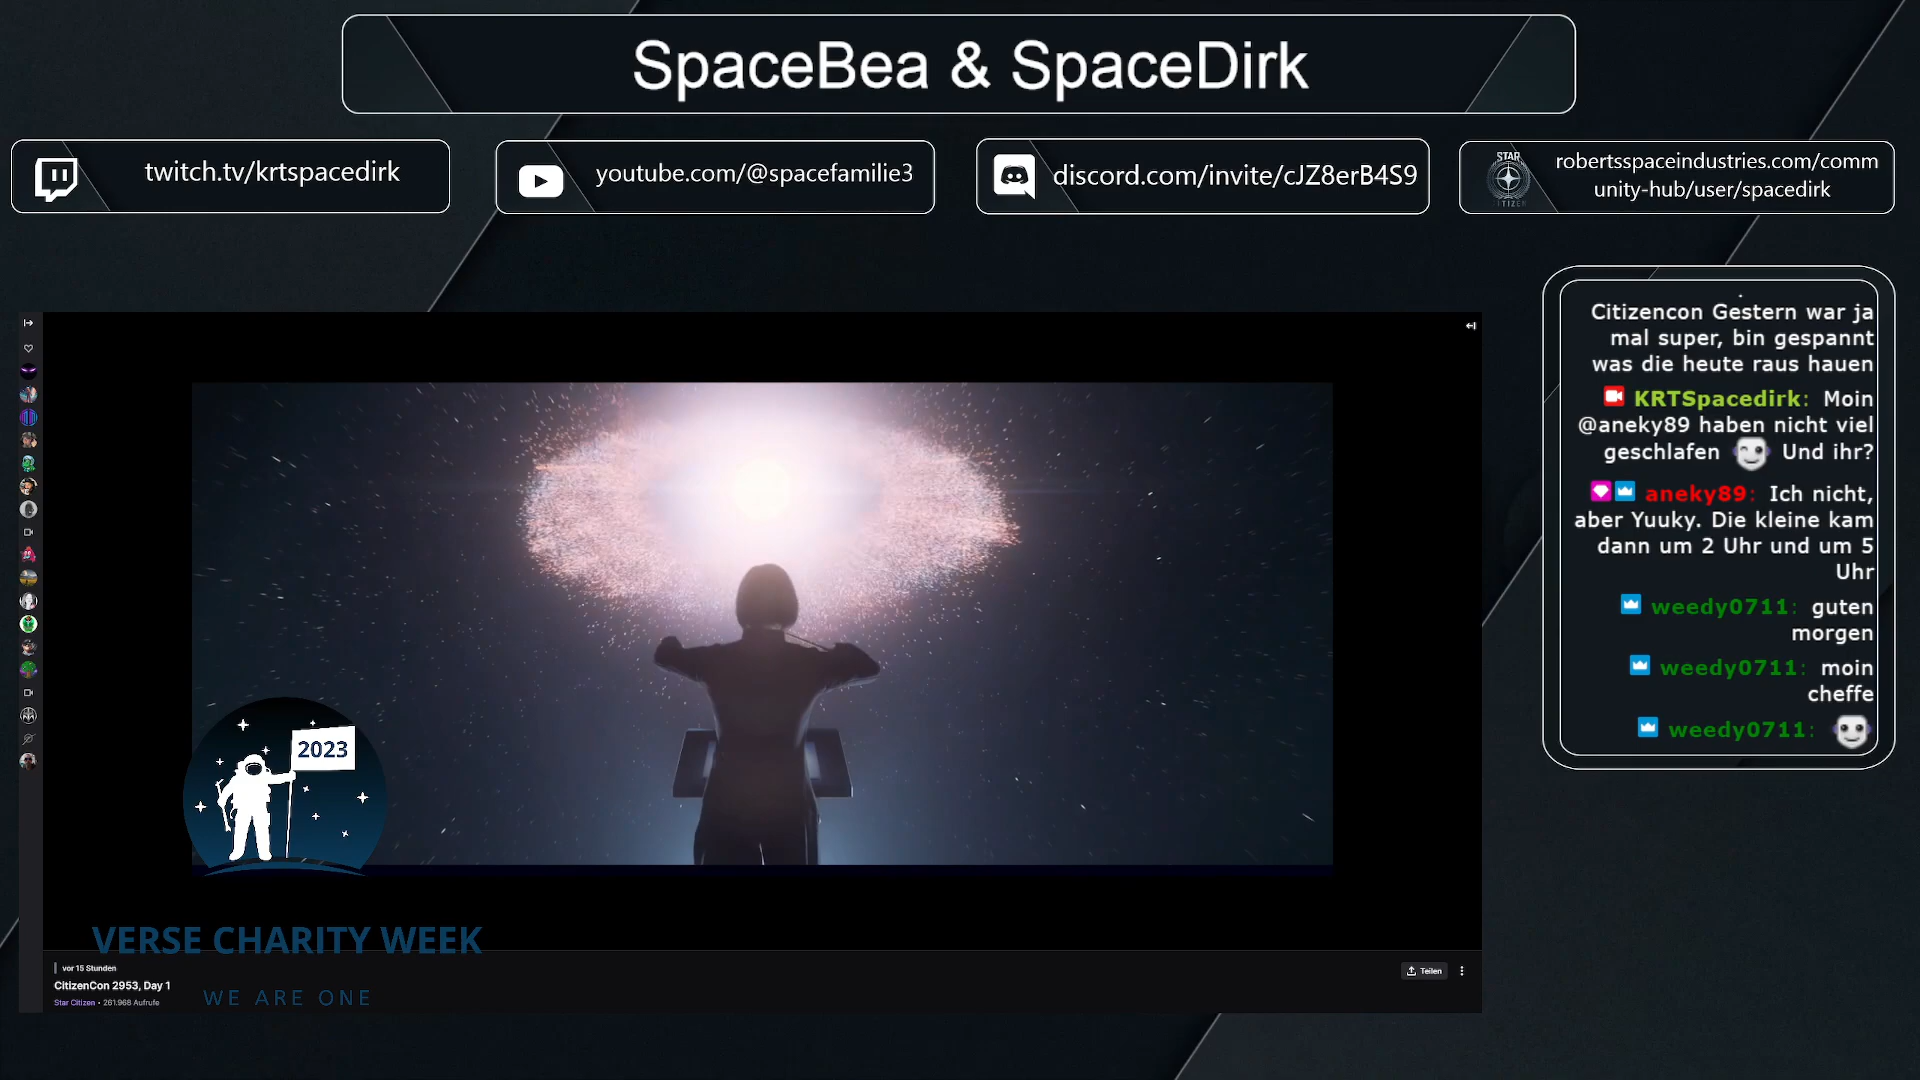 SpaceBea & SpaceDirk
twitch.tv/krtspacedirk
youtube.com/@spacefamilie3
discord.com/invite/cJZ8erB4S9
STAR
robertsspaceindustries.com/comm
unity-hub/user/spacedirk
Citizencon Gestern war ja
mal super, bin gespannt
was die heute raus hauen
KRTSpacedirk: Moin
@aneky89 haben nicht viel
geschlafen Und ihr?
aneky89: Ich nicht,
aber Yuuky. Die kleine kam
dann um 2 Uhr und um 5
Uhr
weedy0711: guten
morgen
weedy0711: moin
cheffe
weedy0711:
2023
VERSE CHARITY WEEK
WE ARE ONE
vor 15 Stunden
CitizenCon 2953, Day 1
Star Citizen • 261.968 Aufrufe
Teilen